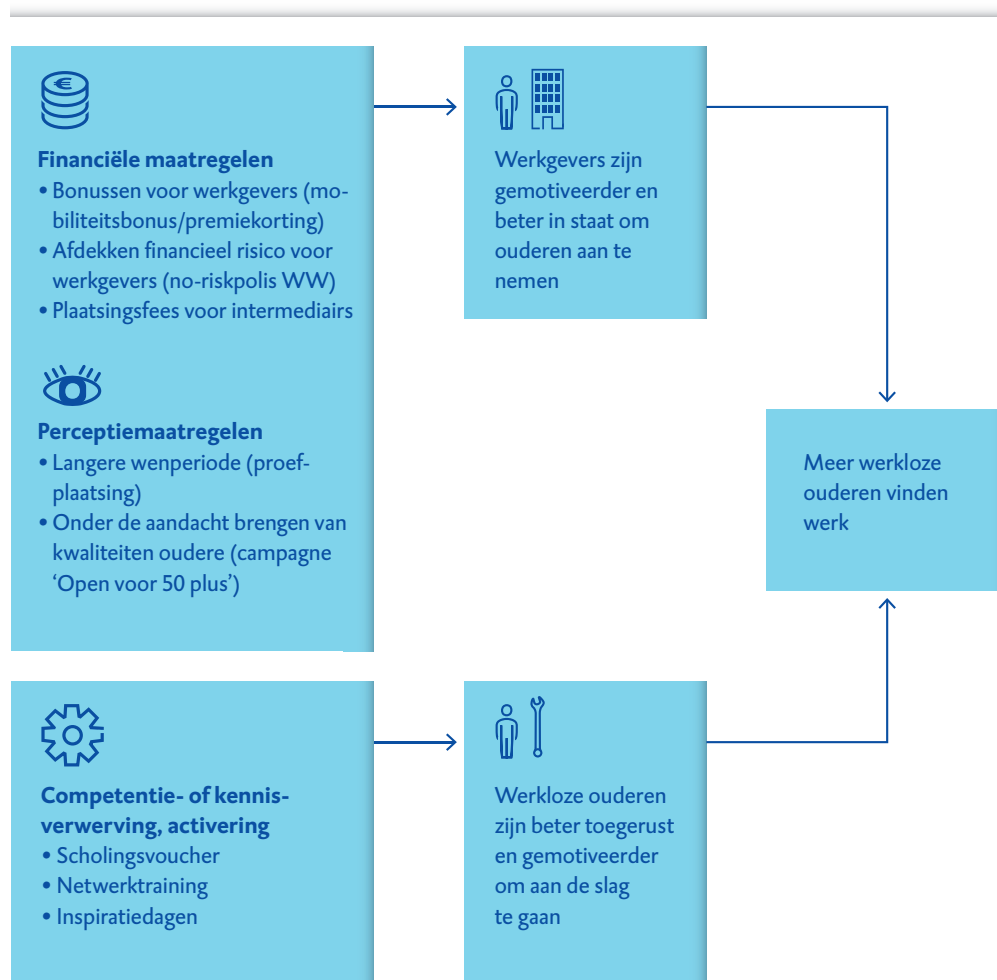 Financiële maatregelen
• Bonussen voor werkgevers (mo-
biliteitsbonus/premiekorting)
• Afdekken financieel risico voor
werkgevers (no-riskpolis WW)
• Plaatsingsfees voor intermediairs
Perceptiemaatregelen
• Langere wenperiode (proef-
plaatsing)
• Onder de aandacht brengen van
kwaliteiten oudere (campagne
‘Open voor 50 plus’)
Werkgevers zijn
gemotiveerder en
beter in staat om
ouderen aan te
nemen
Meer werkloze
ouderen vinden
werk
Competentie- of kennis-
verwerving, activering
• Scholingsvoucher
• Netwerktraining
• Inspiratiedagen
Werkloze ouderen
zijn beter toegerust
en gemotiveerder
om aan de slag
te gaan